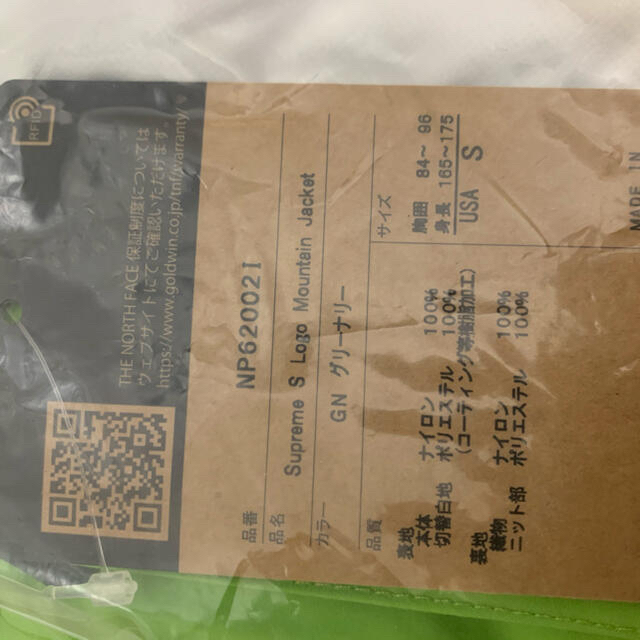 RFID
THE NORTH FACE 保証制度については
ウェブサイトにてご確認いただけます。
https://www.goldwin.co.jp/tnf/warranty
品番 NP62002I
品名 Supreme S Logo Mountain Jacket
カラー GN グリーナリー
サイズ
胸囲 84~ 96
身長 165~175
USA S
品質
表地
本体 ナイロン 100%
切替白地 ポリエステル 100%
(コーティング等樹脂加工)
裏地
織物 ナイロン 100%
ニット部 ポリエステル 100%
MADE IN